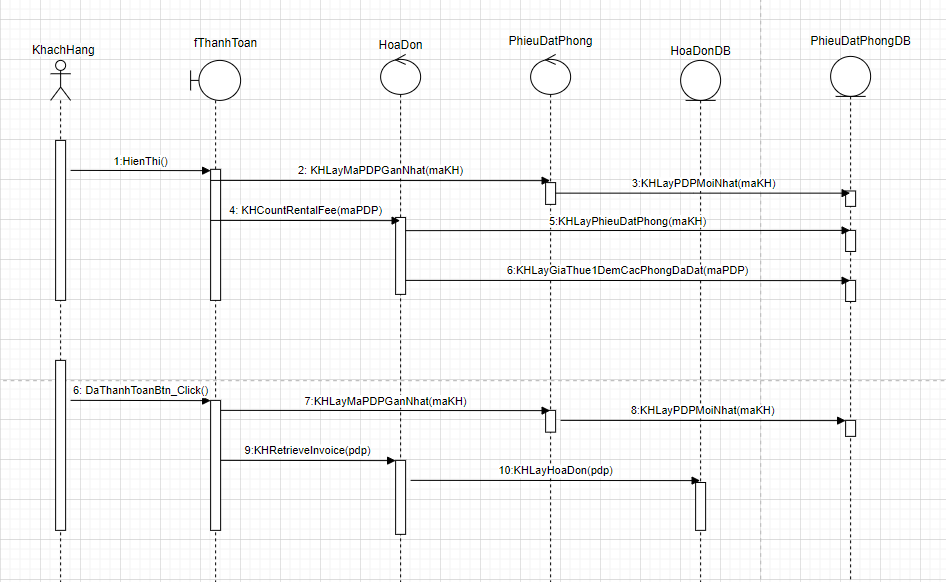 KhachHang
fThanhToan
HoaDon
PhieuDatPhong
HoaDonDB
PhieuDatPhongDB
1:HienThi()
2: KHLayMaPDPGanNhat(maKH)
3:KHLayPDPMoiNhat(maKH)
4: KHCountRentalFee(maPDP)
5:KHLayPhieuDatPhong(maKH)
6:KHLayGiaThue1DemCacPhongDaDat(maPDP)
6: DaThanhToanBtn_Click()
7:KHLayMaPDPGanNhat(maKH)
8:KHLayPDPMoiNhat(maKH)
9:KHRetrieveInvoice(pdp)
10:KHLayHoaDon(pdp)